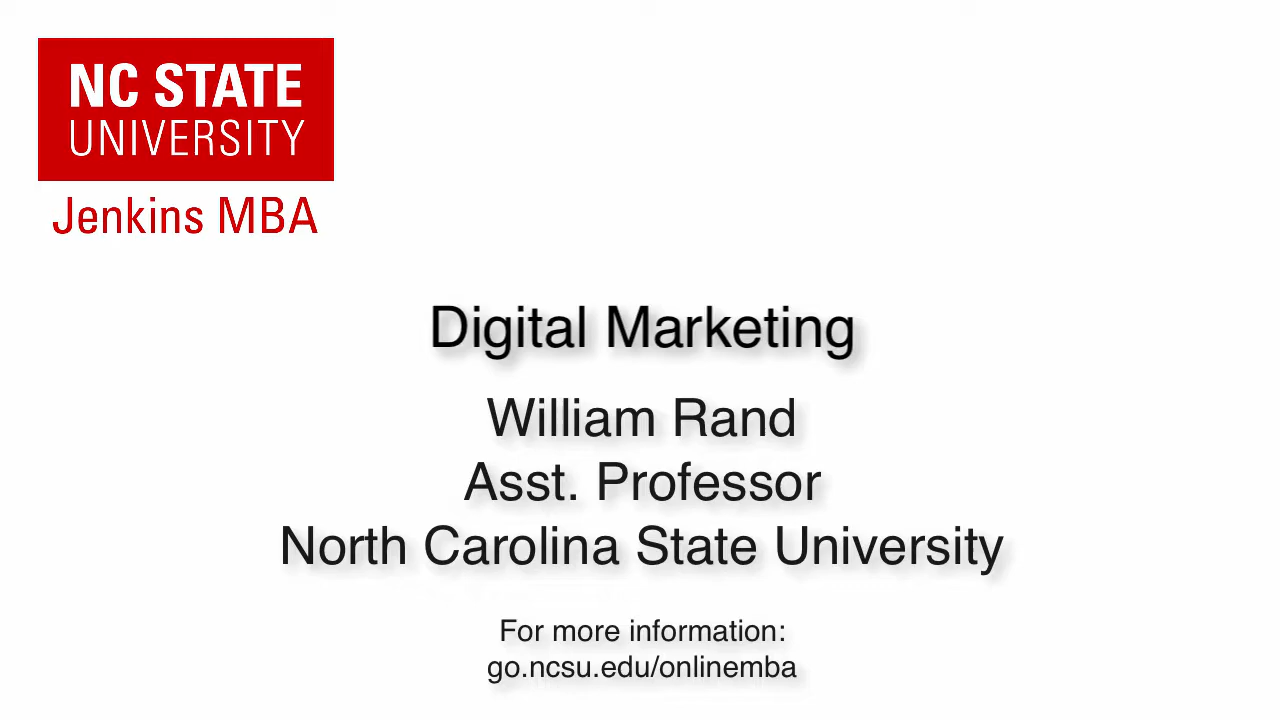 NC STATE
UNIVERSITY
Jenkins MBA
Digital Marketing
William Rand
Asst. Professor
North Carolina State University
For more information:
go.ncsu.edu/onlinemba